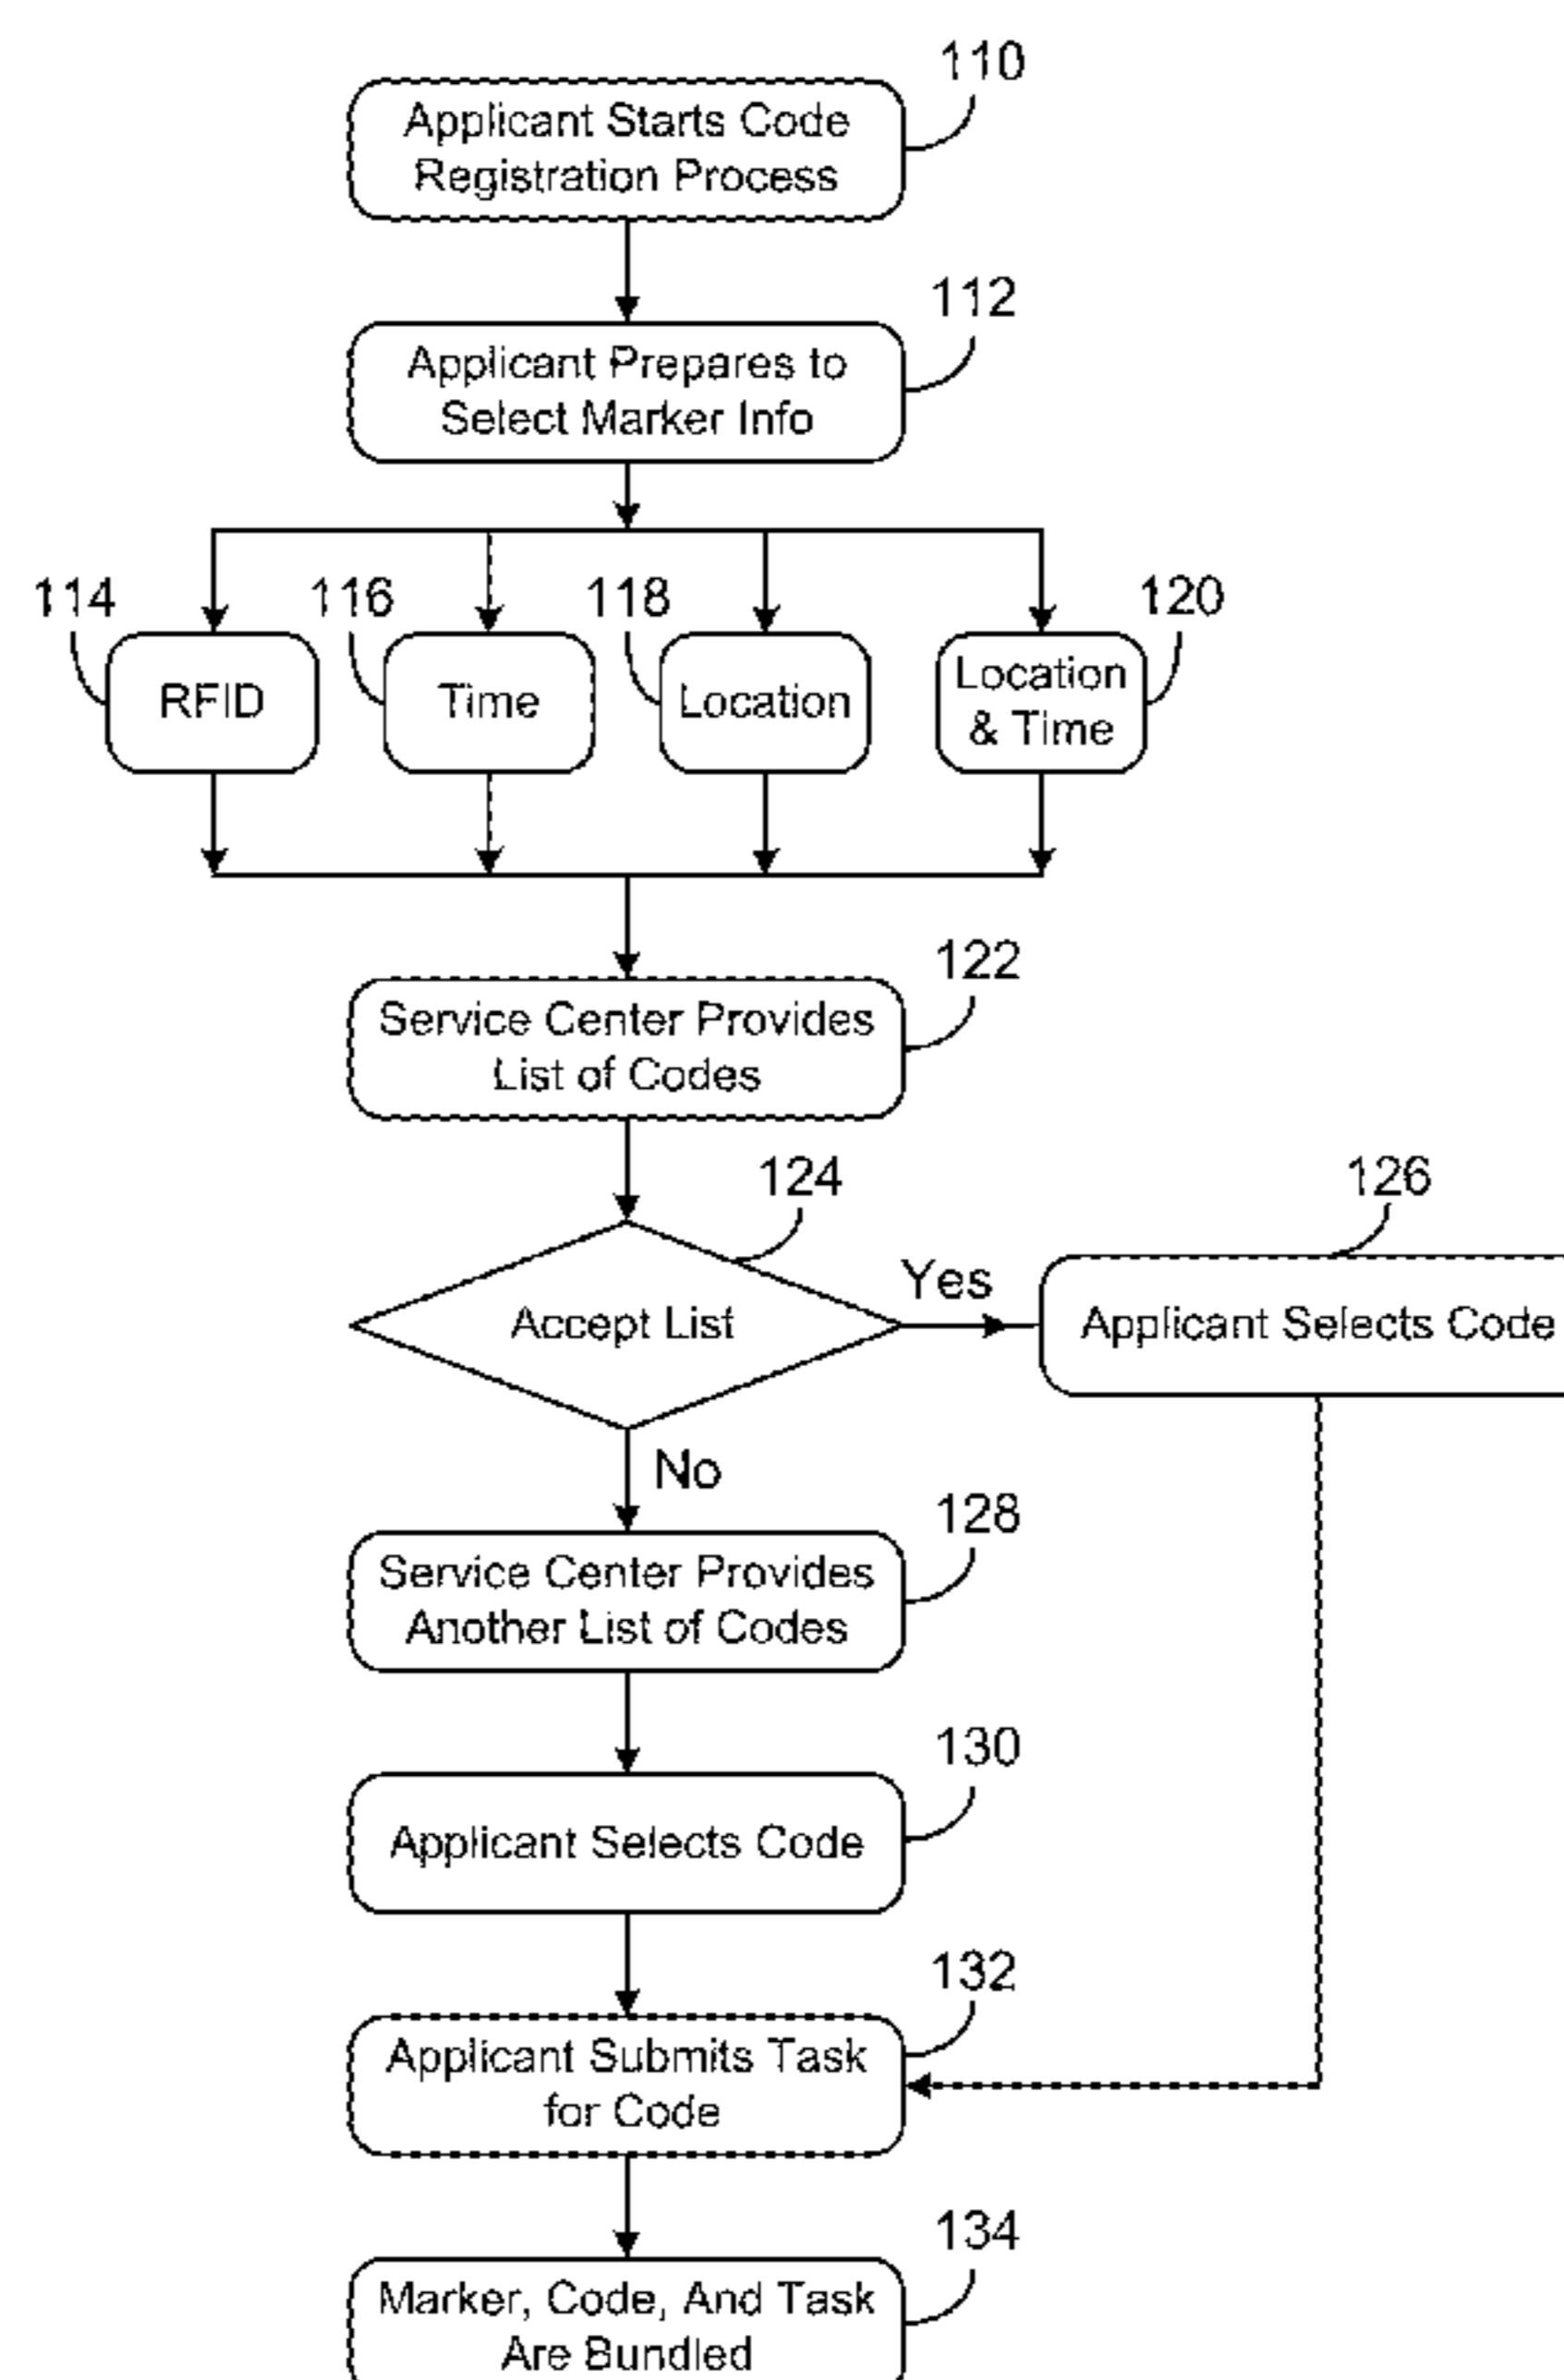 110
Applicant Starts Code
Registration Process
112
Applicant Prepares to
Select Marker Info
114
116
118
120
RFID
Time
Location
Location
& Time
122
Service Center Provides
List of Codes
124
126
Yes
Accept List
Applicant Selects Code
No
128
Service Center Provides
Another List of Codes
130
Applicant Selects Code
132
Applicant Submits Task
for Code
134
Marker, Code, And Task
Are Bundled